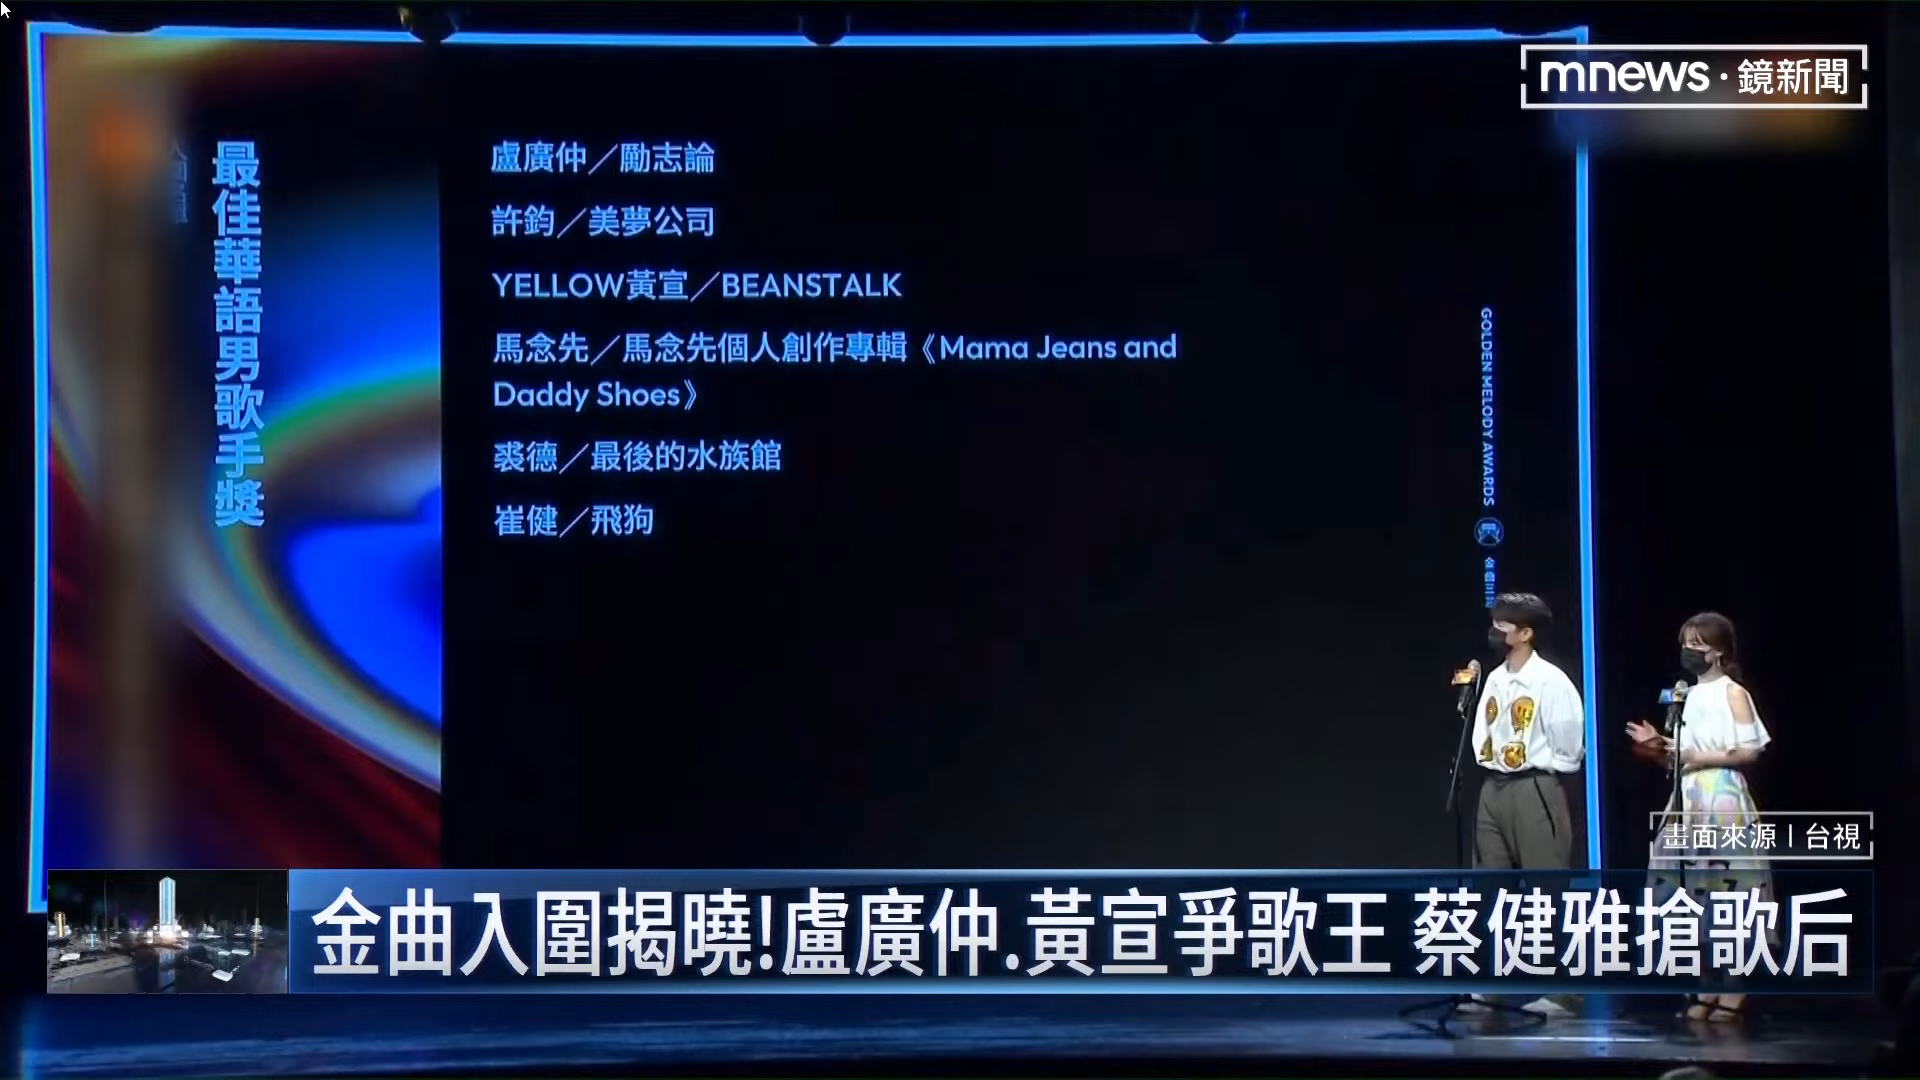 mnews·鏡新聞
最佳華語男歌手獎
盧廣仲／勵志論
許鈞／美夢公司
YELLOW黃宣／BEANSTALK
馬念先／馬念先個人創作專輯《Mama Jeans and
Daddy Shoes》
裘德／最後的水族館
崔健／飛狗
GOLDEN MELODY AWARDS
畫面來源｜台視
金曲入圍揭曉!盧廣仲.黃宣爭歌王 蔡健雅搶歌后